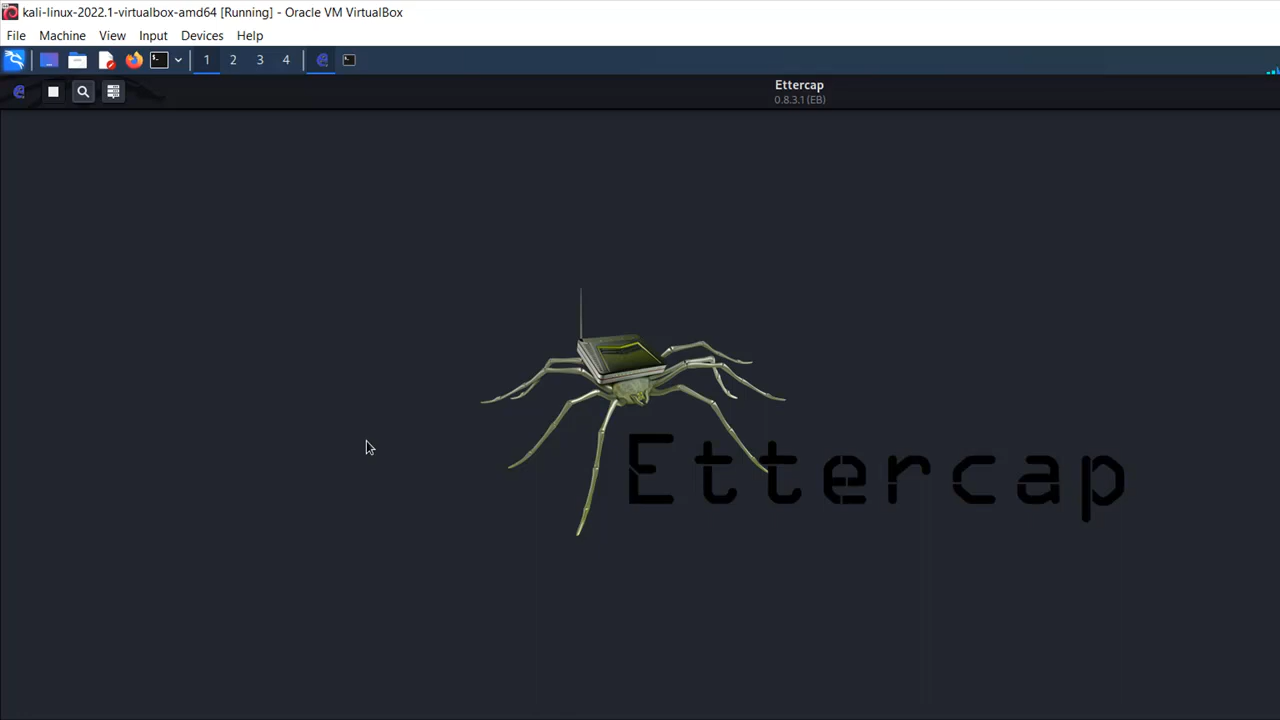 kali-linux-2022.1-virtualbox-amd64 [Running] - Oracle VM VirtualBox
File Machine View Input Devices Help
1 2 3 4
Ettercap
0.8.3.1 (EB)
Ettercap